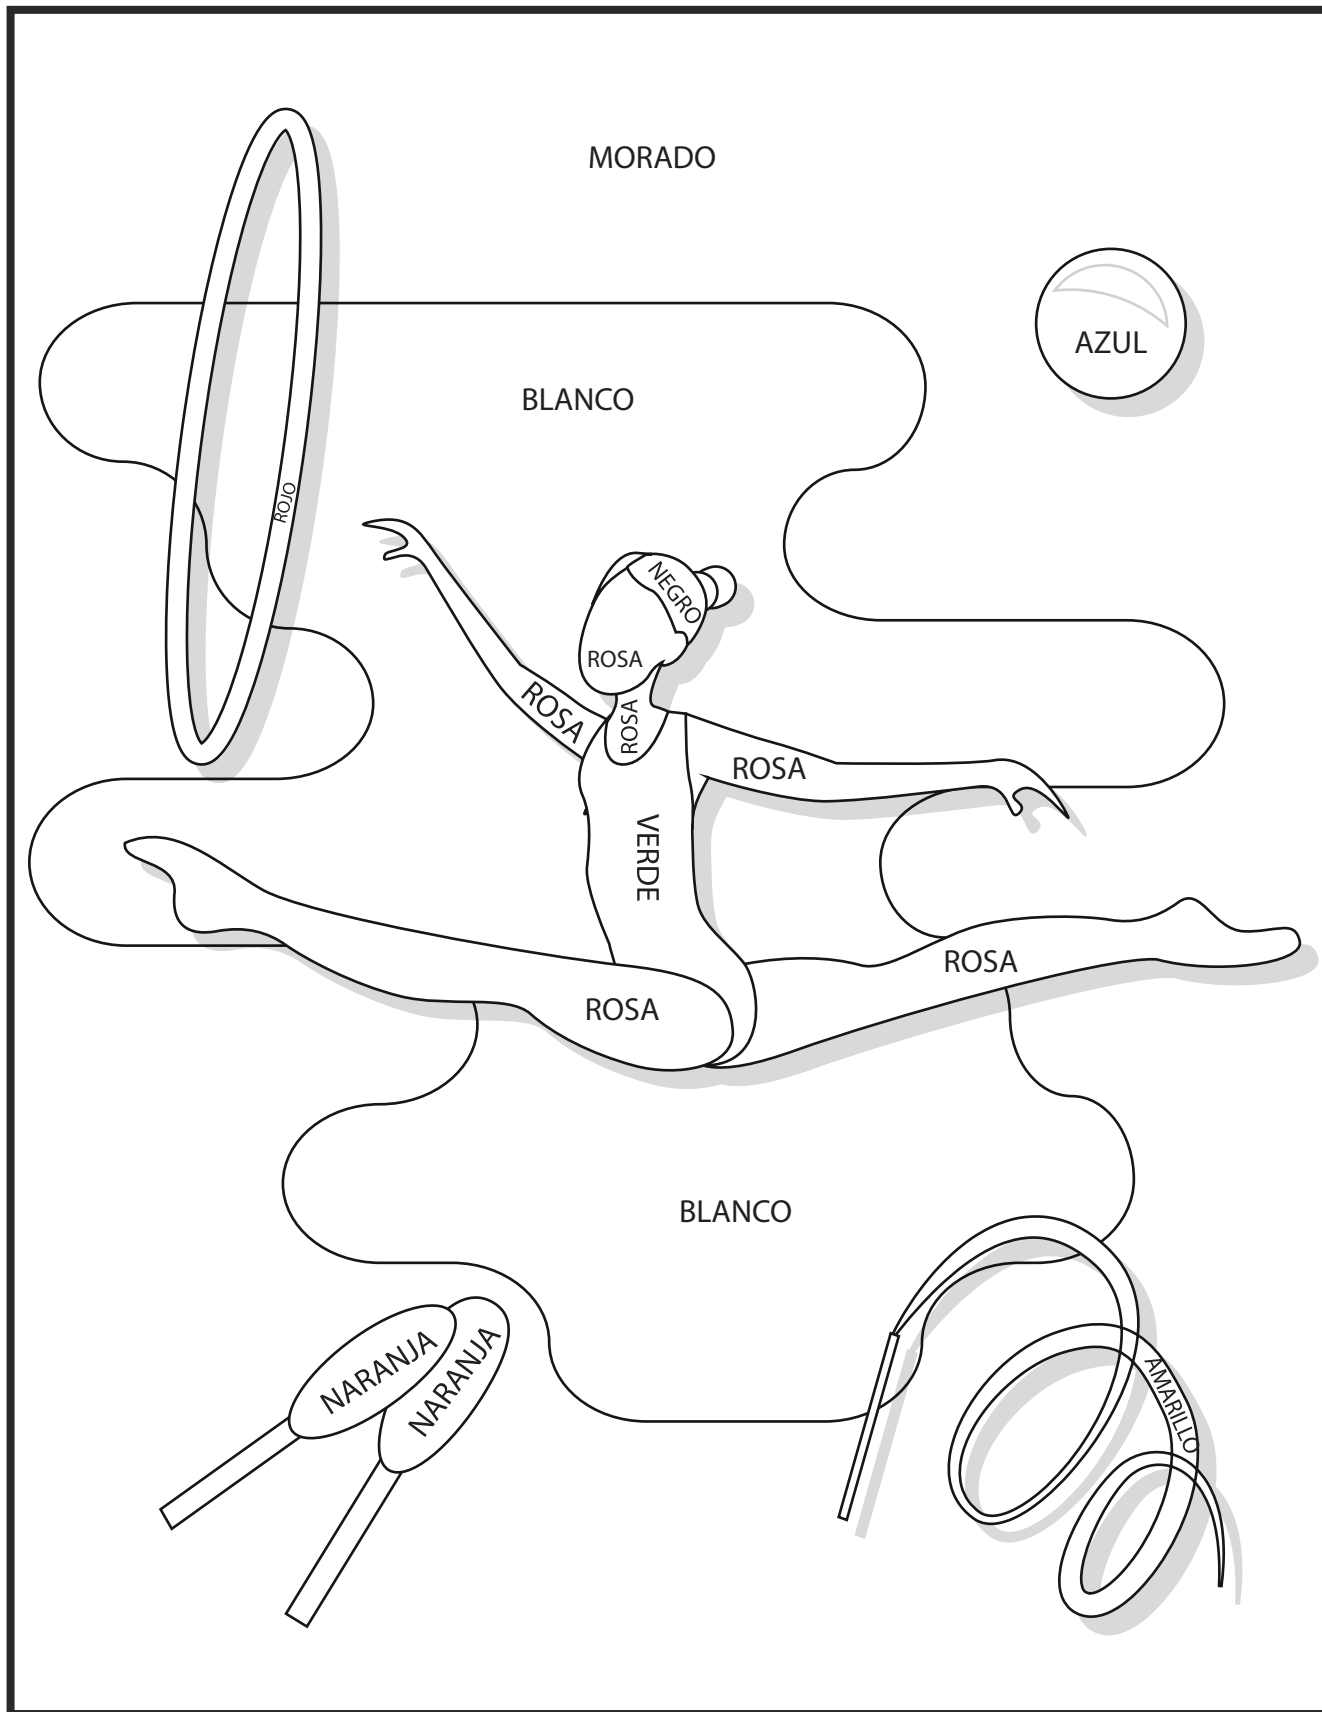 MORADO
AZUL
BLANCO
ROJO
NEGRO
ROSA
ROSA
ROSA
ROSA
VERDE
ROSA
ROSA
BLANCO
NARANJA
NARANJA
AMARILLO